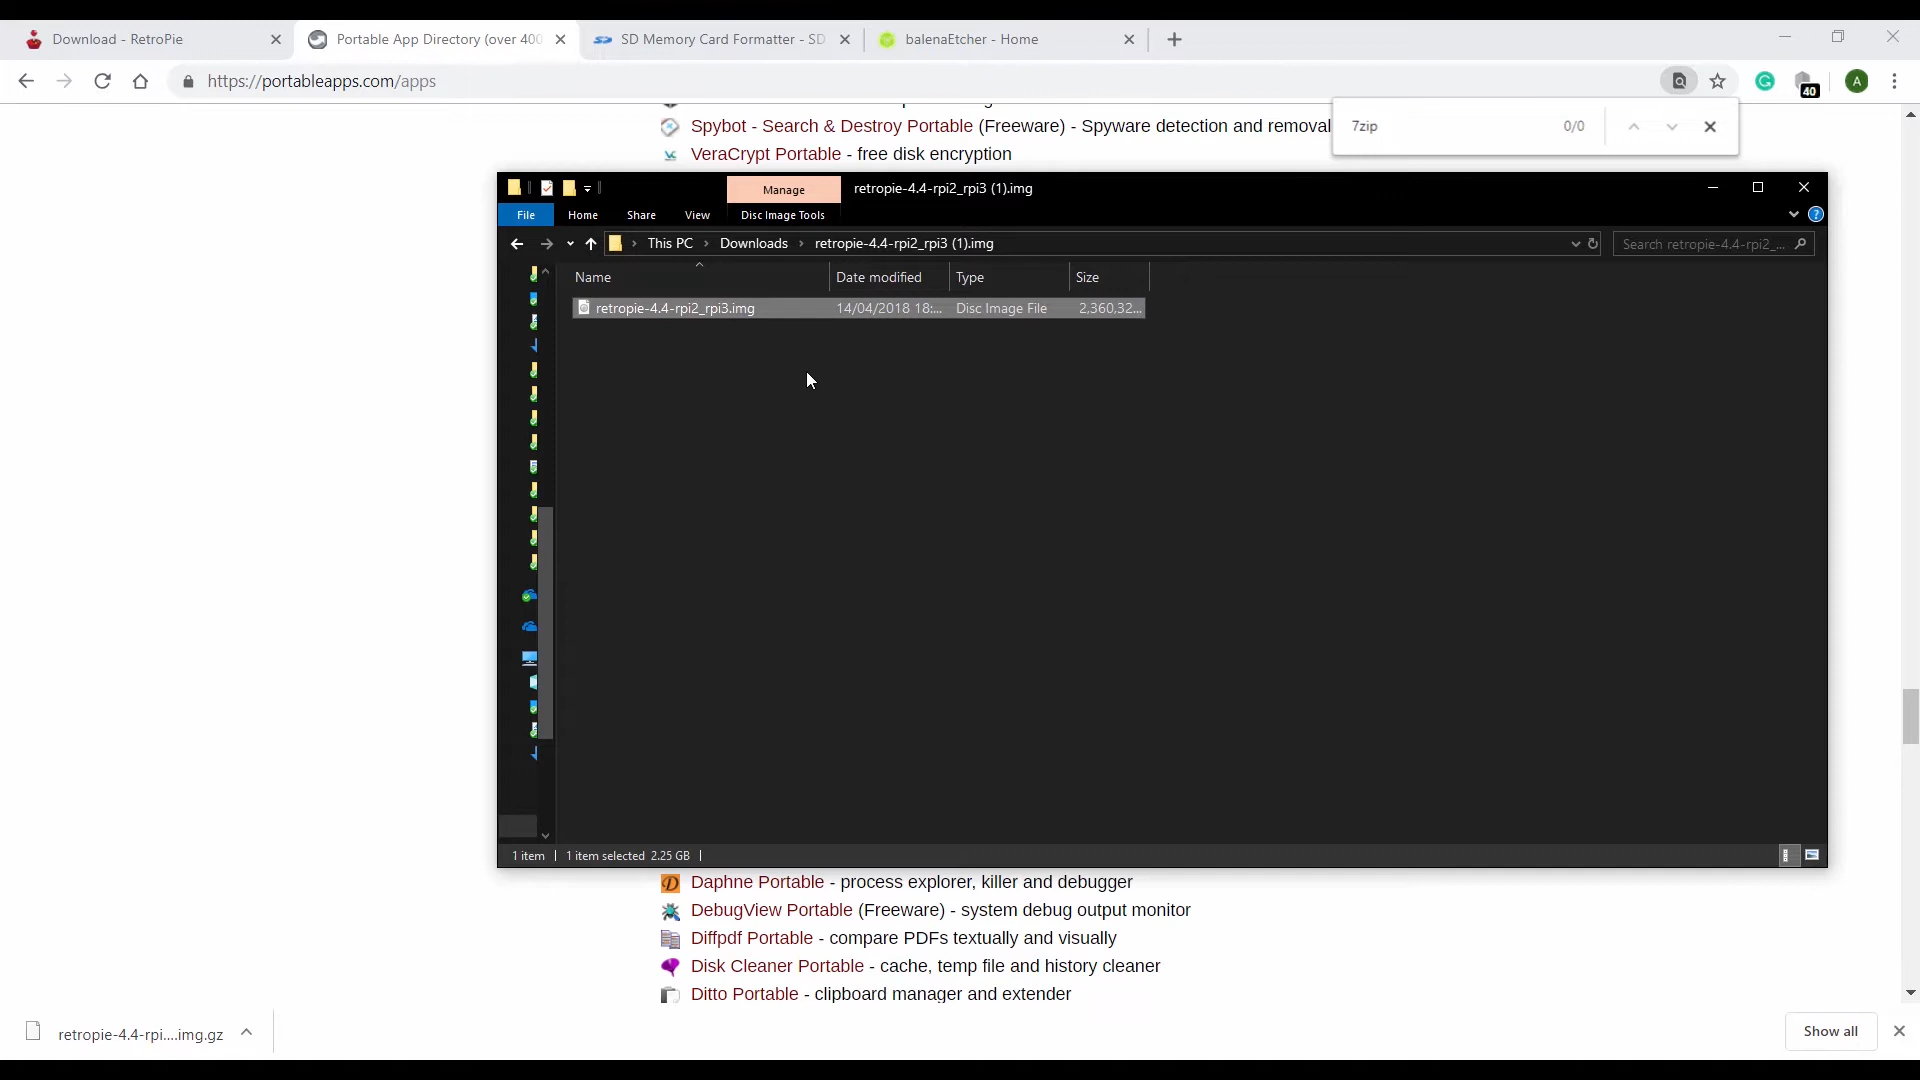 Download - RetroPie
Portable App Directory (over 400
SD Memory Card Formatter - SD
balenaEtcher - Home
https://portableapps.com/apps
40
A
7zip
0/0
Spybot - Search & Destroy Portable (Freeware) - Spyware detection and removal
VeraCrypt Portable - free disk encryption
Manage
retropie-4.4-rpi2_rpi3 (1).img
File
Home
Share
View
Disc Image Tools
This PC
Downloads
retropie-4.4-rpi2_rpi3 (1).img
Search retropie-4.4-rpi2_...
Name
Date modified
Type
Size
retropie-4.4-rpi2_rpi3.img
14/04/2018 18:...
Disc Image File
2,360,32...
1 item
1 item selected 2.25 GB
Daphne Portable - process explorer, killer and debugger
DebugView Portable (Freeware) - system debug output monitor
Diffpdf Portable - compare PDFs textually and visually
Disk Cleaner Portable - cache, temp file and history cleaner
Ditto Portable - clipboard manager and extender
retropie-4.4-rpi....img.gz
Show all